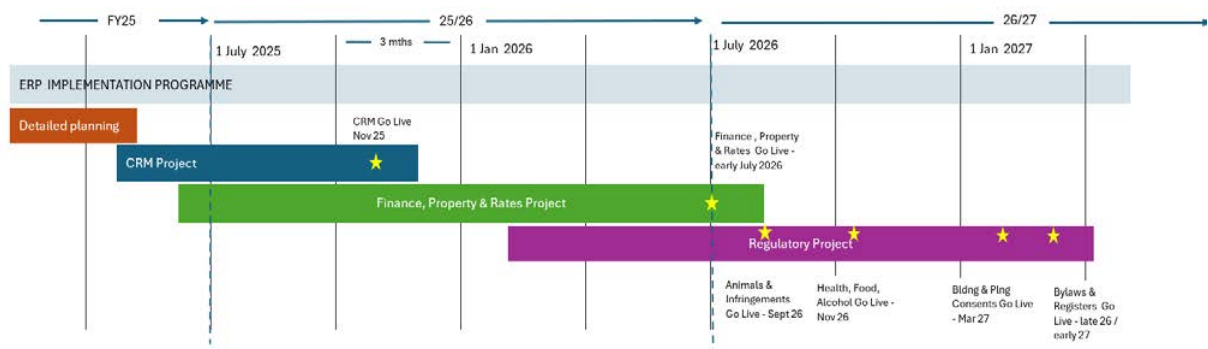 FY25
25/26
26/27
3 mths
1 July 2025
1 Jan 2026
1 July 2026
1 Jan 2027
ERP IMPLEMENTATION PROGRAMME
Detailed planning
CRM Go Live
Nov 25
Finance , Property
& Rates Go Live -
early July 2026
CRM Project
Finance, Property & Rates Project
Regulatory Project
Animals &
Infringements
Go Live - Sept 26
Health, Food,
Alcohol Go Live -
Nov 26
Bldng & Plng
Consents Go Live
- Mar 27
Bylaws &
Registers Go
Live - late 26 /
early 27